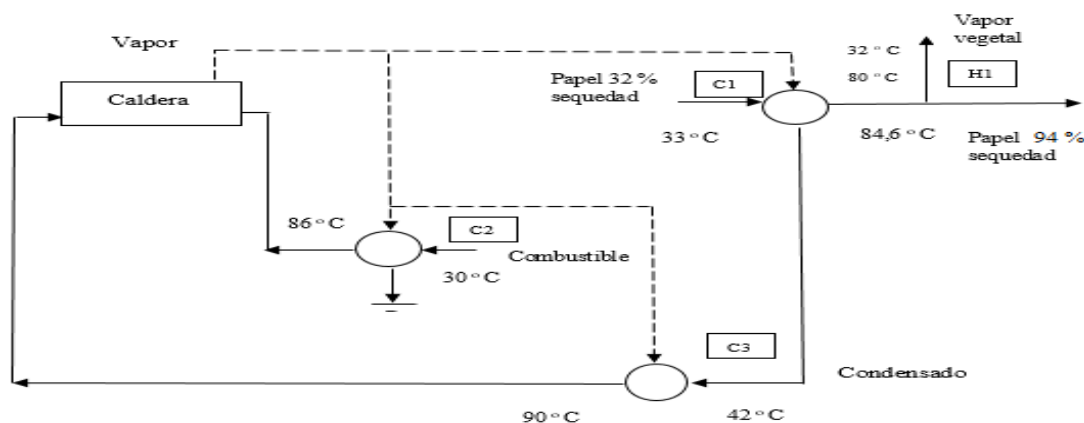 Vapor
Caldera
Papel 32 %
sequedad
C1
33 °C
32 ° C
80 °C
Vapor
vegetal
H1
84,6 °C
Papel 94 %
sequedad
86 °C
C2
Combustible
30 °C
C3
Condensado
90 °C
42 °C